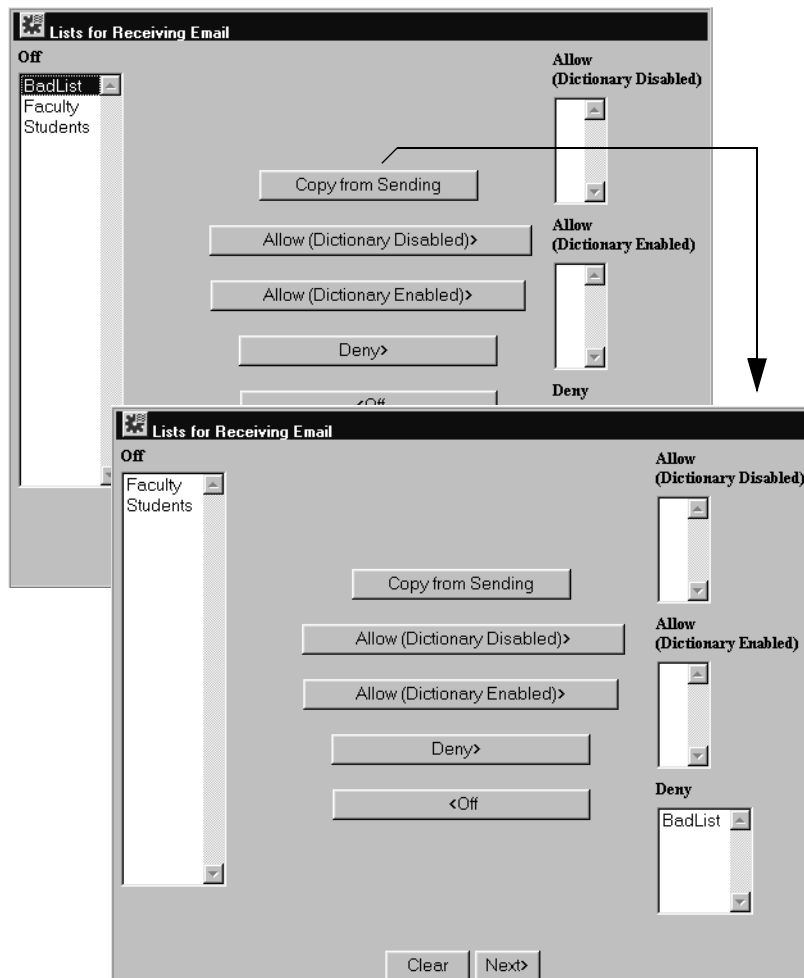 Lists for Receiving Email
Off
BadList
Faculty
Students
Copy from Sending
Allow (Dictionary Disabled)>
Allow (Dictionary Enabled)>
Deny>
<Off
Allow
(Dictionary Disabled)
Allow
(Dictionary Enabled)
Deny
Lists for Receiving Email
Off
Faculty
Students
Copy from Sending
Allow (Dictionary Disabled)>
Allow (Dictionary Enabled)>
Deny>
<Off
Allow
(Dictionary Disabled)
Allow
(Dictionary Enabled)
Deny
BadList
Clear
Next>